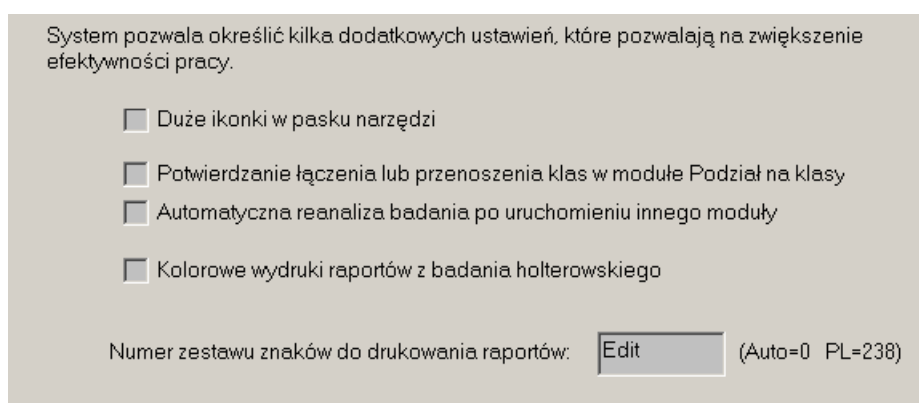 System pozwala określić kilka dodatkowych ustawień, które pozwalają na zwiększenie
efektywności pracy.
Duże ikonki w pasku narzędzi
Potwierdzanie łączenia lub przenoszenia klas w modułe Podział na klasy
Automatyczna reanaliza badania po uruchomieniu innego moduły
Kolorowe wydruki raportów z badania holterowskiego
Numer zestawu znaków do drukowania raportów: Edit (Auto=0 PL=238)